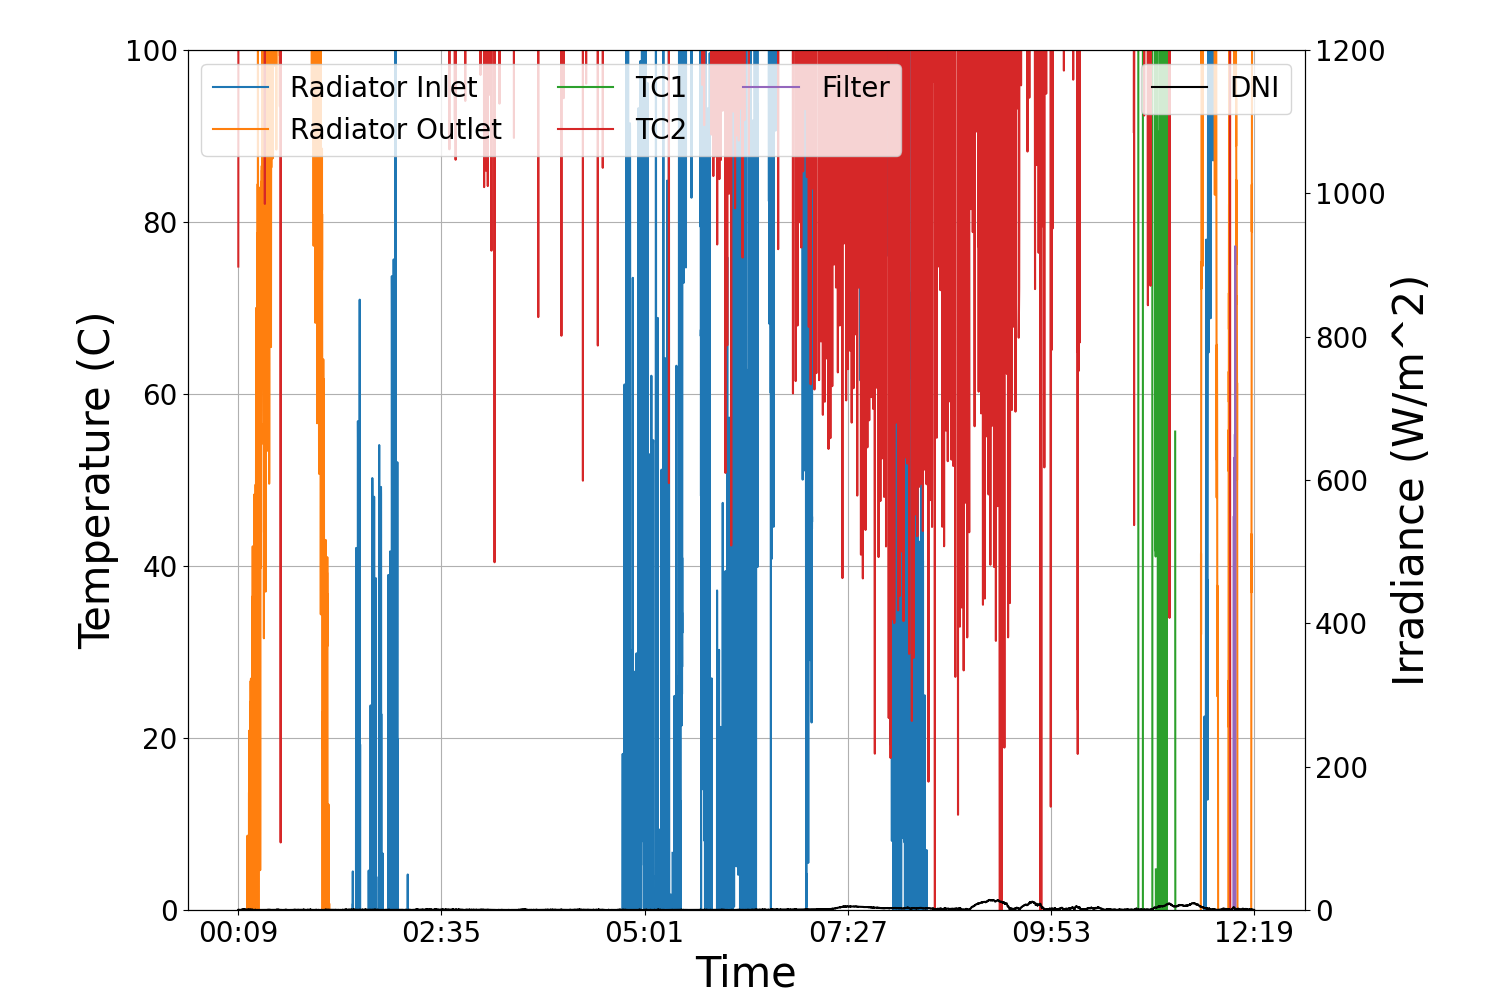 100
80
60
40
20
0
1200
1000
800
600
400
200
0
Temperature (C)
Irradiance (W/m^2)
Radiator Inlet
Radiator Outlet
TC1
TC2
Filter
DNI
00:09
02:35
05:01
07:27
09:53
12:19
Time